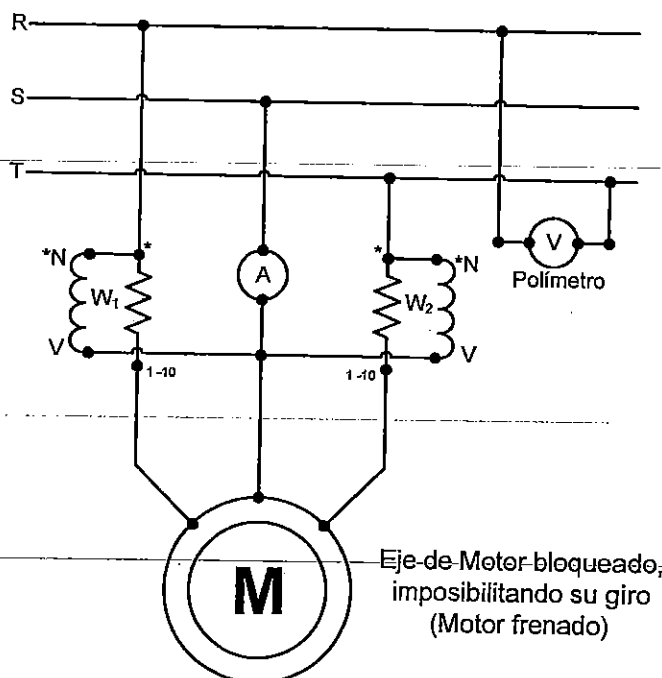 R
S
T
*N
*
W1
V
1-10
A
*
*N
W2
V
1-10
V
Polímetro
M
Eje de Motor bloqueado,
imposibilitando su giro
(Motor frenado)